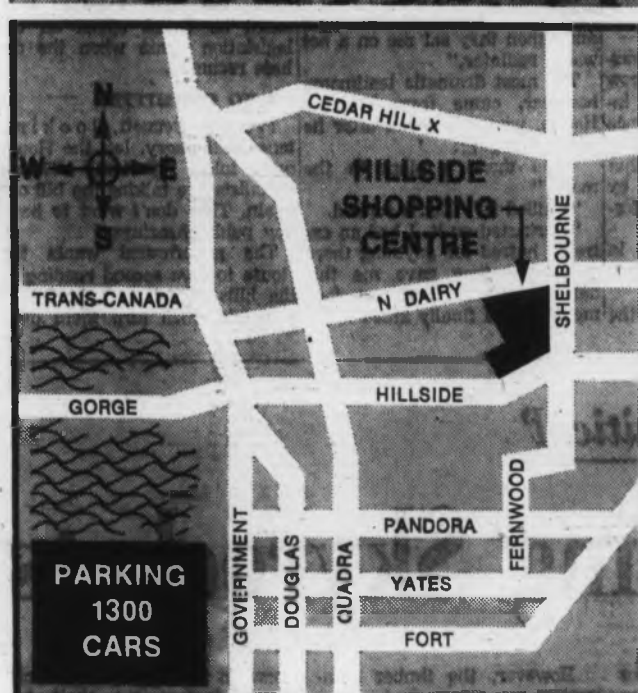 N
CEDAR HILL X
W
E
S
HILLSIDE
SHOPPING
CENTRE
TRANS-CANADA
N DAIRY
SHELBOURNE
GORGE
HILLSIDE
FERNWOOD
PANDORA
GOVERNMENT
DOUGLAS
QUADRA
YATES
FORT
PARKING
1300
CARS